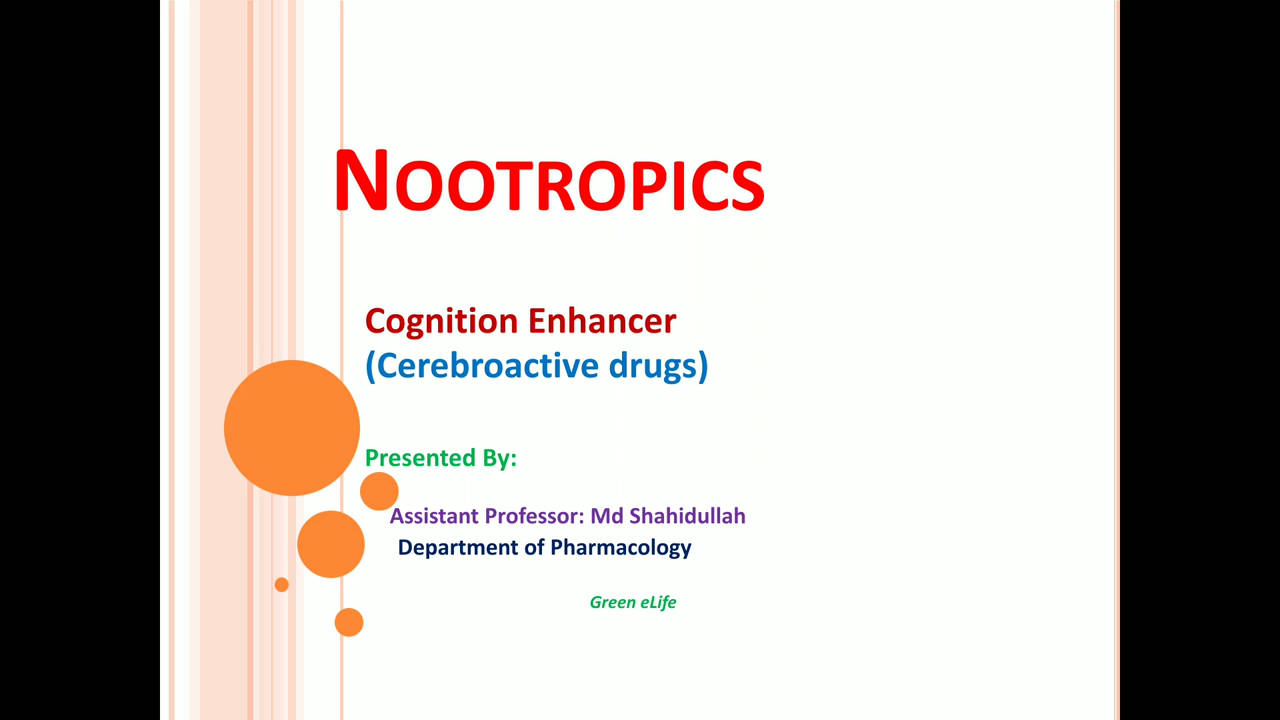 NOOTROPICS
Cognition Enhancer
(Cerebroactive drugs)
Presented By:
Assistant Professor: Md Shahidullah
Department of Pharmacology
Green eLife